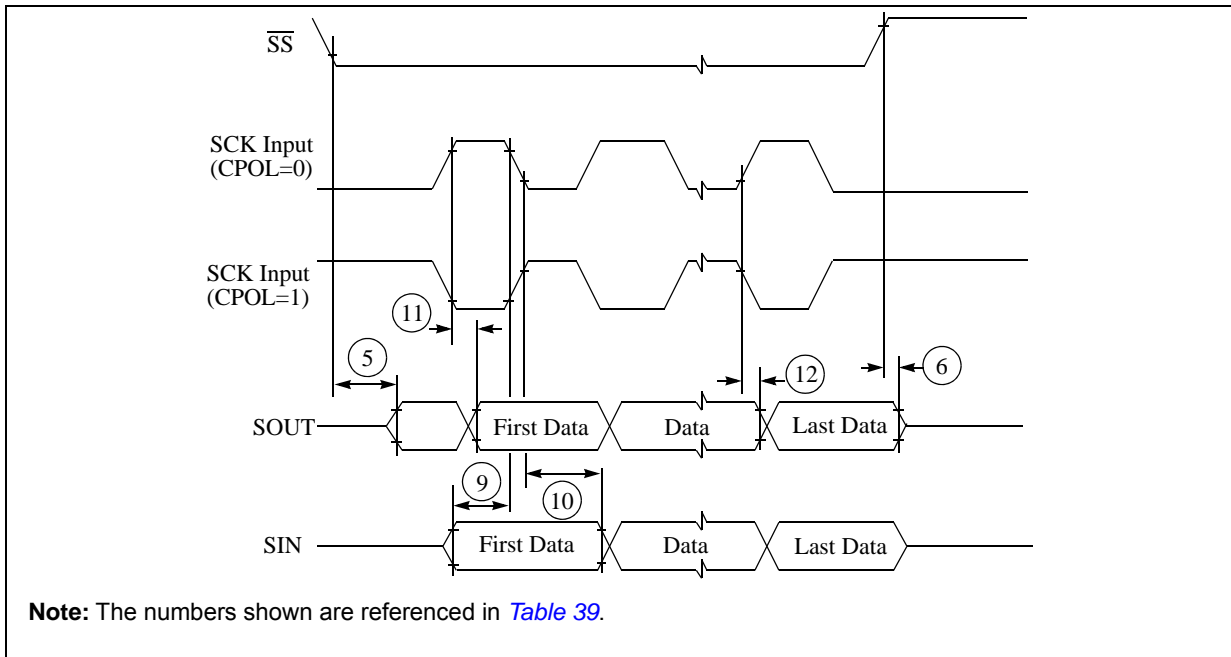 SS
SCK Input
(CPOL=0)
SCK Input
(CPOL=1)
11
5
12
6
SOUT
First Data
Data
Last Data
9
10
SIN
First Data
Data
Last Data
Note: The numbers shown are referenced in Table 39.